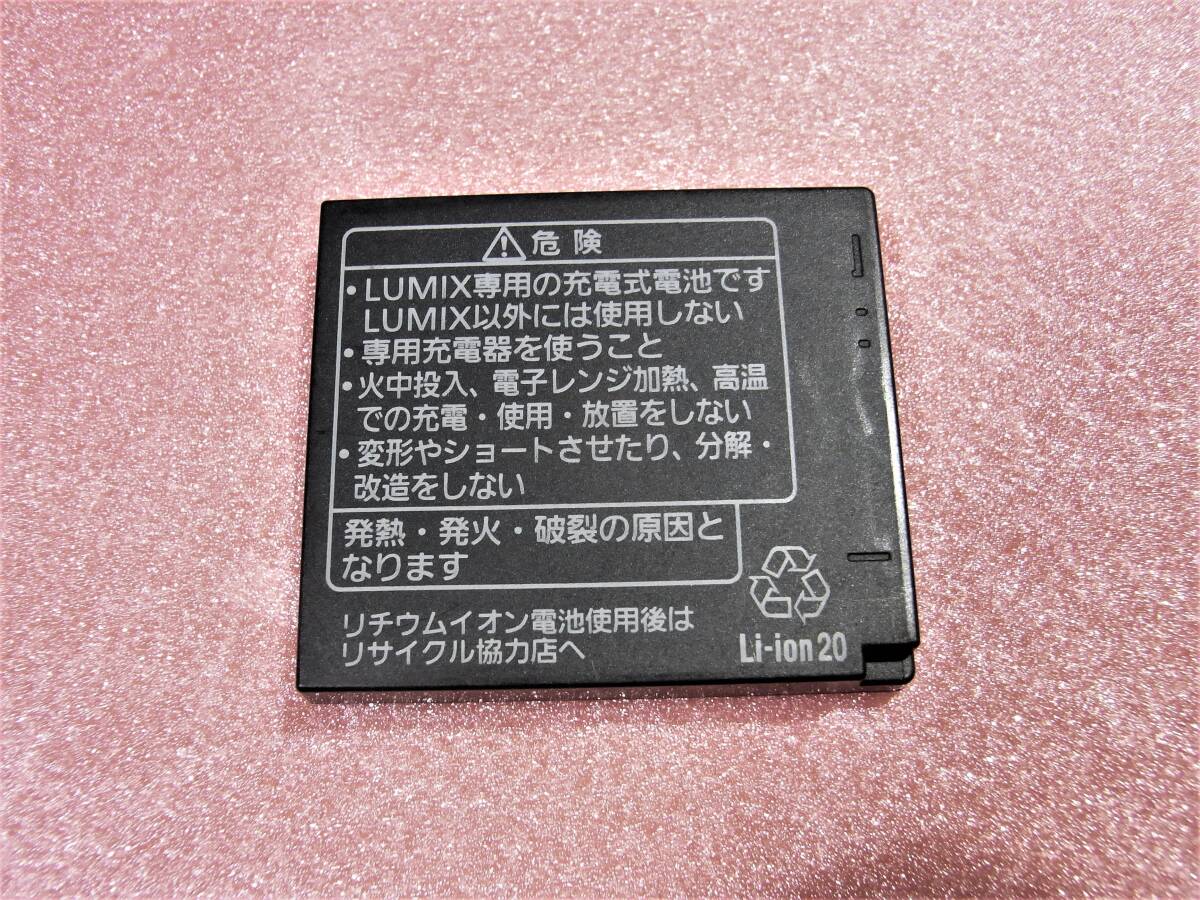 危険
・LUMIX専用の充電式電池です
LUMIX以外には使用しない
・専用充電器を使うこと
・火中投入、電子レンジ加熱、高温
での充電・使用・放置をしない
・変形やショートさせたり、分解・
改造をしない
発熱・発火・破裂の原因と
なります
リチウムイオン電池使用後は
リサイクル協力店へ
Li-ion 20